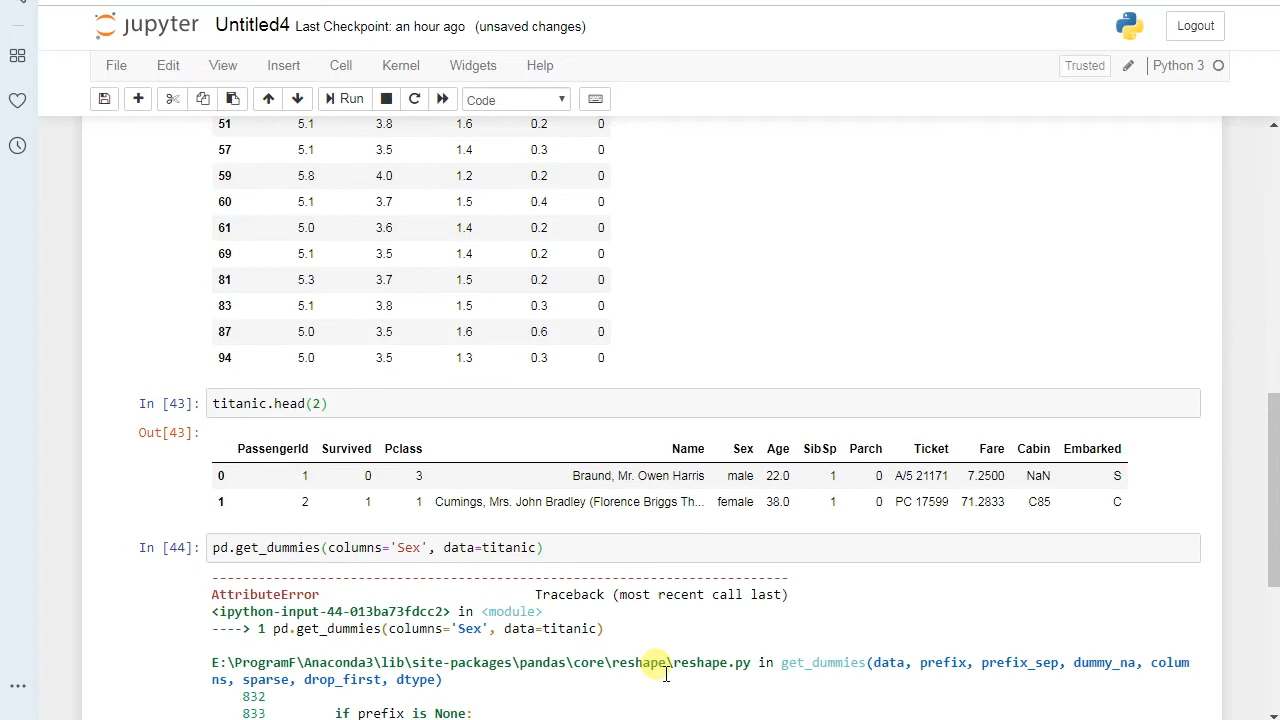 jupyter Untitled4 Last Checkpoint: an hour ago (unsaved changes) Logout
File Edit View Insert Cell Kernel Widgets Help Trusted Python 3
Run Code
51 5.1 3.8 1.6 0.2 0
57 5.1 3.5 1.4 0.3 0
59 5.8 4.0 1.2 0.2 0
60 5.1 3.7 1.5 0.4 0
61 5.0 3.6 1.4 0.2 0
69 5.1 3.5 1.4 0.2 0
81 5.3 3.7 1.5 0.2 0
83 5.1 3.8 1.5 0.3 0
87 5.0 3.5 1.6 0.6 0
94 5.0 3.5 1.3 0.3 0
In [43]: titanic.head(2)
Out[43]:
PassengerId Survived Pclass Name Sex Age SibSp Parch Ticket Fare Cabin Embarked
0 1 0 3 Braund, Mr. Owen Harris male 22.0 1 0 A/5 21171 7.2500 NaN S
1 2 1 1 Cumings, Mrs. John Bradley (Florence Briggs Th... female 38.0 1 0 PC 17599 71.2833 C85 C
In [44]: pd.get_dummies(columns='Sex', data=titanic)
---------------------------------------------------------------------------
AttributeError Traceback (most recent call last)
<ipython-input-44-013ba73fdcc2> in <module>
----> 1 pd.get_dummies(columns='Sex', data=titanic)
E:\ProgramF\Anaconda3\lib\site-packages\pandas\core\reshape\reshape.py in get_dummies(data, prefix, prefix_sep, dummy_na, colum
ns, sparse, drop_first, dtype)
832
833 if prefix is None: